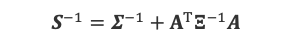 𝑺⁻¹ = 𝜮⁻¹ + 𝐀ᵀ𝚵⁻¹𝑨